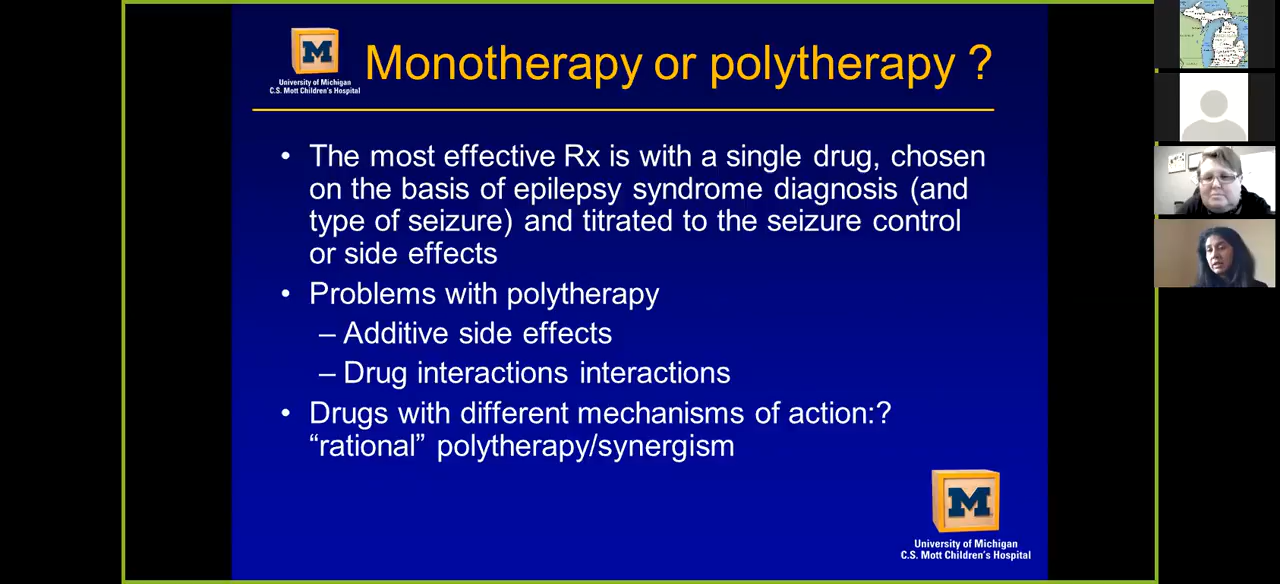 M
University of Michigan
C.S. Mott Children's Hospital
Monotherapy or polytherapy ?
• The most effective Rx is with a single drug, chosen
on the basis of epilepsy syndrome diagnosis (and
type of seizure) and titrated to the seizure control
or side effects
• Problems with polytherapy
– Additive side effects
– Drug interactions interactions
• Drugs with different mechanisms of action:?
“rational” polytherapy/synergism
M
University of Michigan
C.S. Mott Children's Hospital